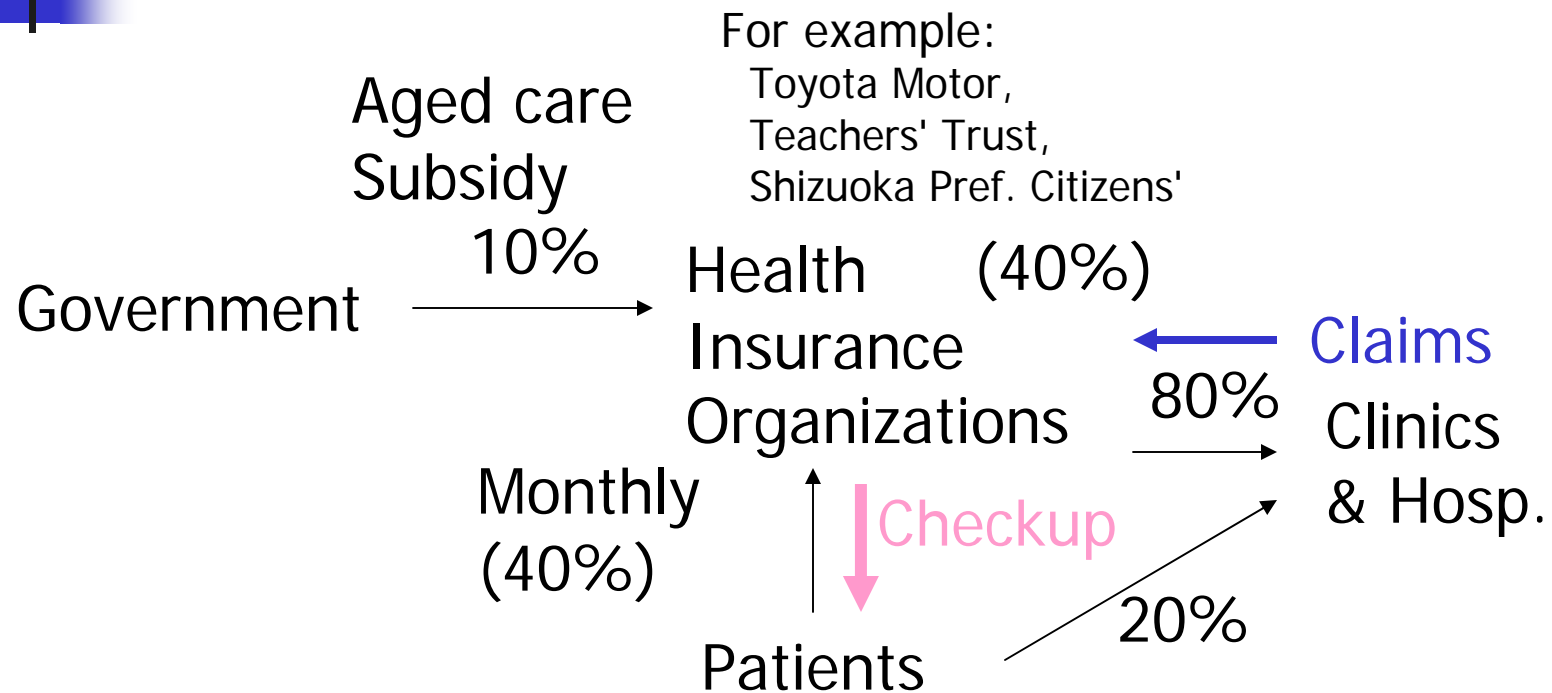 For example:
Toyota Motor,
Teachers' Trust,
Shizuoka Pref. Citizens'
Aged care
Subsidy
10%
Government
Health (40%)
Insurance
Organizations
Claims
80%
Clinics
& Hosp.
Monthly
(40%)
Checkup
20%
Patients